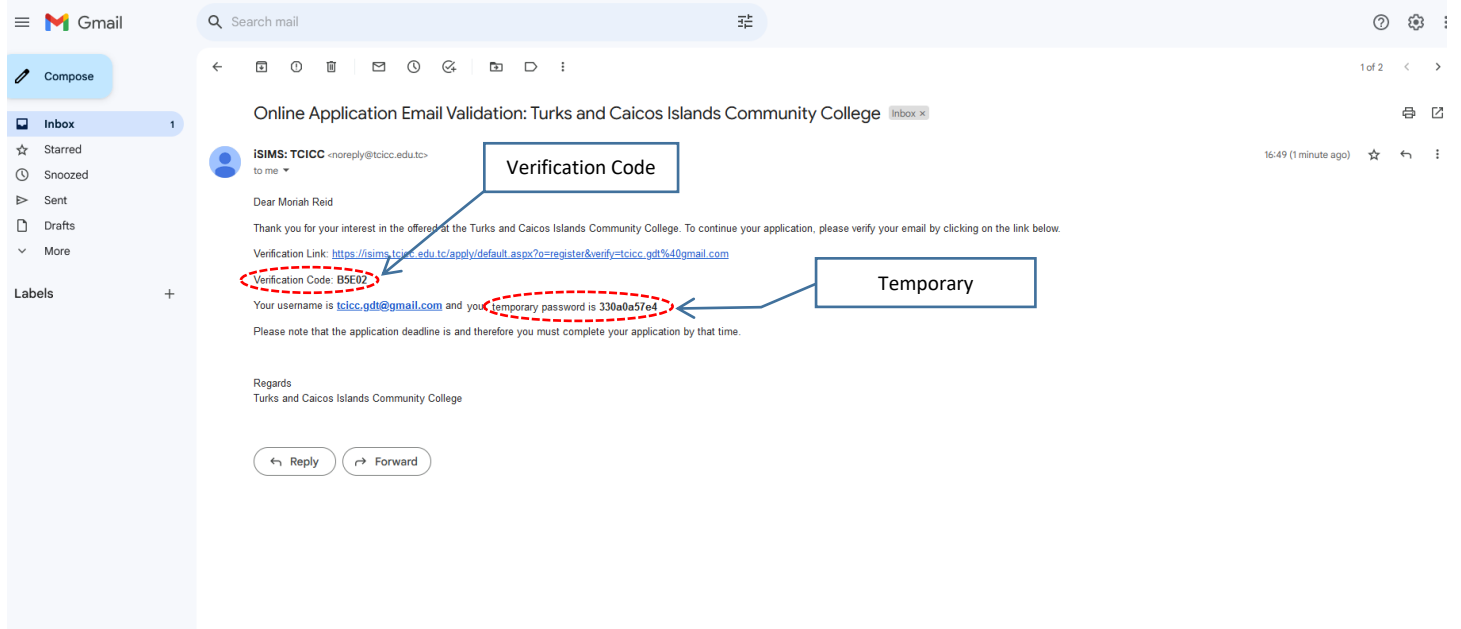 Gmail
Search mail
Compose
1 of 2
Online Application Email Validation: Turks and Caicos Islands Community College Inbox ×
Inbox 1
Starred
Snoozed
Sent
Drafts
More
Labels +
iSIMS: TCICC <noreply@tcicc.edu.tc>
16:49 (1 minute ago)
to me
Verification Code
Dear Moriah Reid
Thank you for your interest in the offered at the Turks and Caicos Islands Community College. To continue your application, please verify your email by clicking on the link below.
Verification Link: https://isims.tcicc.edu.tc/apply/default.aspx?o=register&verify=tcicc.gdt%40gmail.com
Verification Code: B5E02
Temporary
Your username is tcicc.gdt@gmail.com and your temporary password is 330a0a57e4
Please note that the application deadline is and therefore you must complete your application by that time.
Regards
Turks and Caicos Islands Community College
Reply
Forward